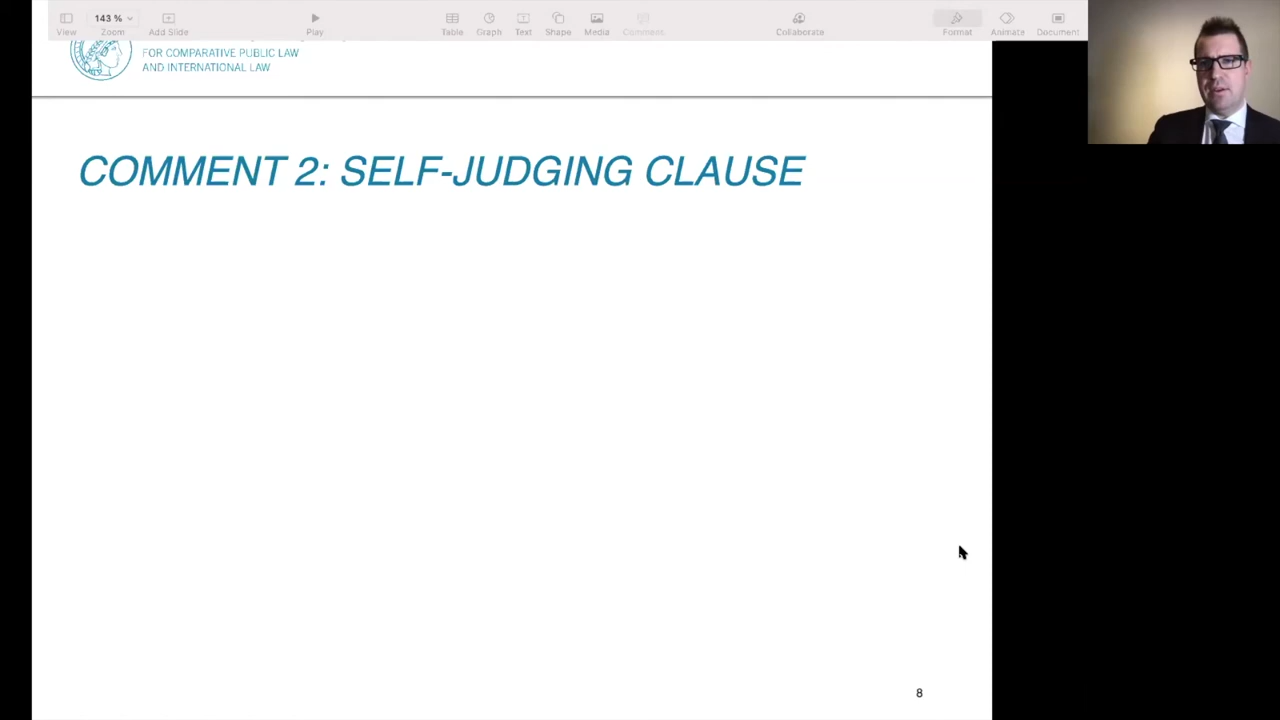 143 %
View
Zoom
Add Slide
Play
Table
Graph
Text
Shape
Media
Comment
Collaborate
Format
Animate
Document
FOR COMPARATIVE PUBLIC LAW
AND INTERNATIONAL LAW
COMMENT 2: SELF-JUDGING CLAUSE
8